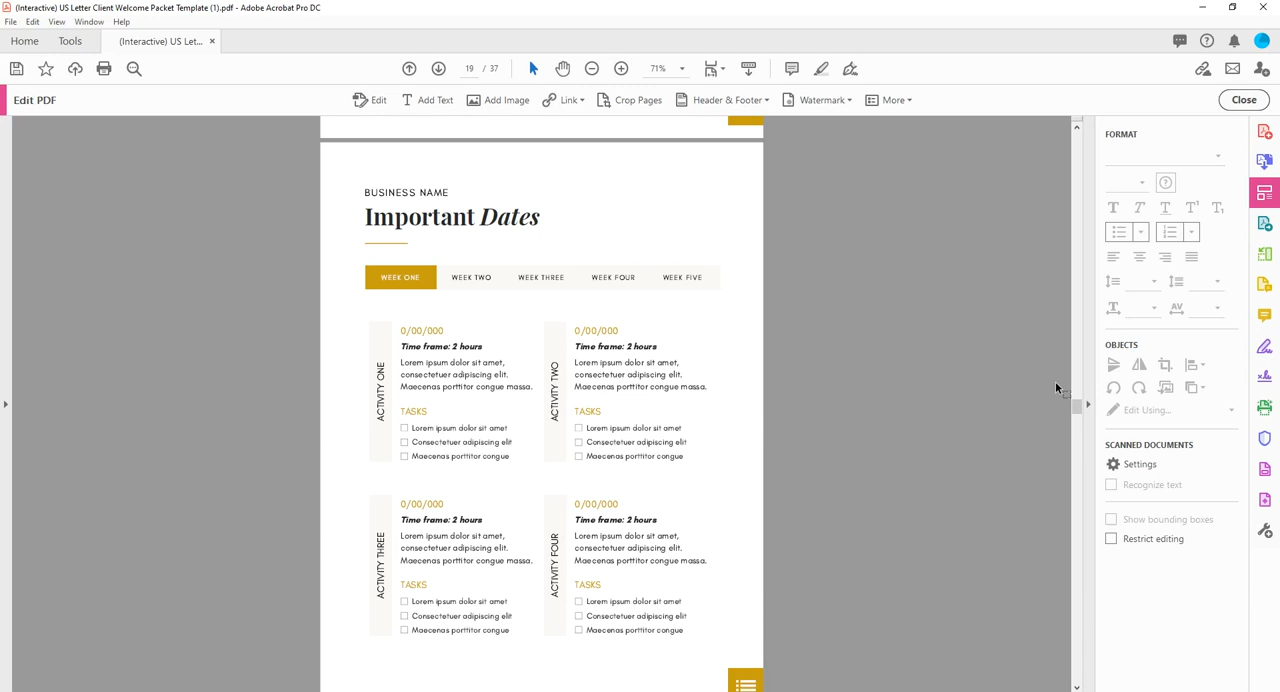 (Interactive) US Letter Client Welcome Packet Template (1).pdf - Adobe Acrobat Pro DC
File Edit View Window Help
Home Tools (Interactive) US Let... ×
19 / 37 71%
Edit PDF
Edit Add Text Add Image Link Crop Pages Header & Footer Watermark More Close
BUSINESS NAME
Important Dates
WEEK ONE WEEK TWO WEEK THREE WEEK FOUR WEEK FIVE
ACTIVITY ONE
0/00/000
Time frame: 2 hours
Lorem ipsum dolor sit amet,
consectetuer adipiscing elit.
Maecenas porttitor congue massa.
TASKS
Lorem ipsum dolor sit amet
Consectetuer adipiscing elit
Maecenas porttitor congue
ACTIVITY TWO
0/00/000
Time frame: 2 hours
Lorem ipsum dolor sit amet,
consectetuer adipiscing elit.
Maecenas porttitor congue massa.
TASKS
Lorem ipsum dolor sit amet
Consectetuer adipiscing elit
Maecenas porttitor congue
ACTIVITY THREE
0/00/000
Time frame: 2 hours
Lorem ipsum dolor sit amet,
consectetuer adipiscing elit.
Maecenas porttitor congue massa.
TASKS
Lorem ipsum dolor sit amet
Consectetuer adipiscing elit
Maecenas porttitor congue
ACTIVITY FOUR
0/00/000
Time frame: 2 hours
Lorem ipsum dolor sit amet,
consectetuer adipiscing elit.
Maecenas porttitor congue massa.
TASKS
Lorem ipsum dolor sit amet
Consectetuer adipiscing elit
Maecenas porttitor congue
FORMAT
OBJECTS
Edit Using...
SCANNED DOCUMENTS
Settings
Recognize text
Show bounding boxes
Restrict editing